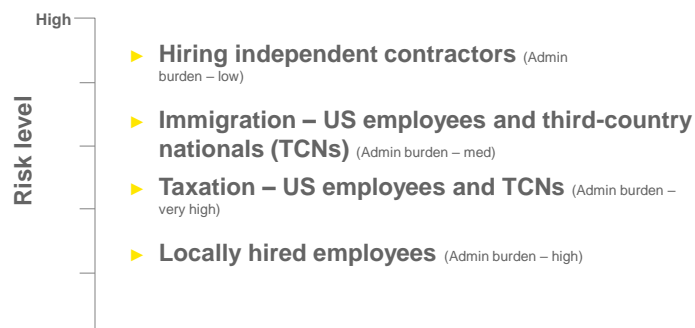 High
Risk level
► Hiring independent contractors (Admin
burden – low)
► Immigration – US employees and third-country
nationals (TCNs) (Admin burden – med)
► Taxation – US employees and TCNs (Admin burden –
very high)
► Locally hired employees (Admin burden – high)